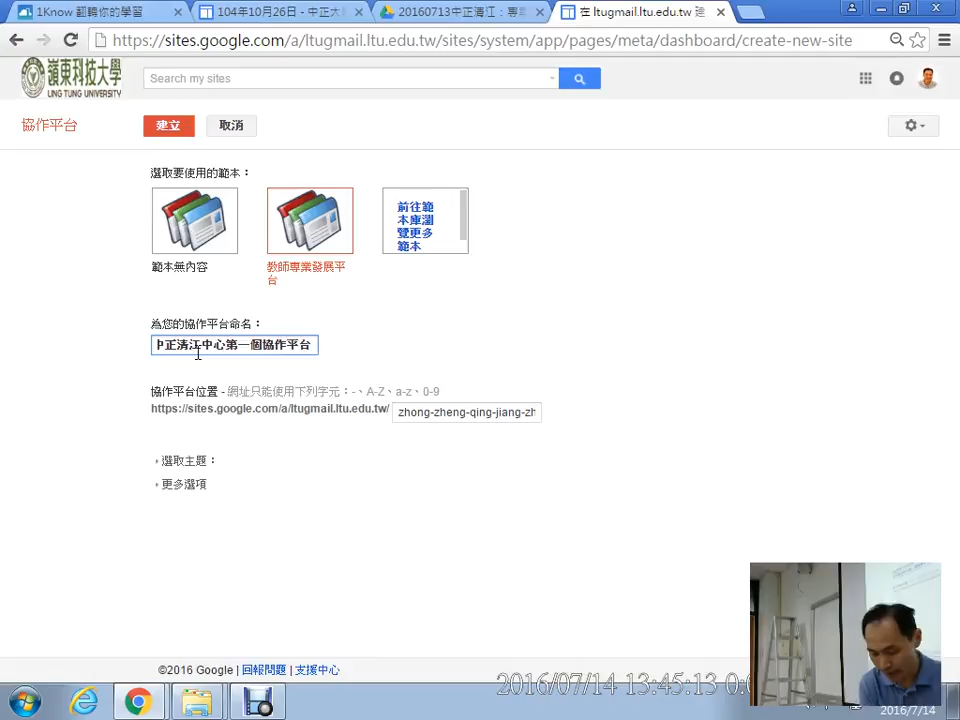 1Know 翻轉你的學習
104年10月26日 - 中正大
20160713中正清江：專
在 ltugmail.ltu.edu.tw 建
https://sites.google.com/a/ltugmail.ltu.edu.tw/sites/system/app/pages/meta/dashboard/create-new-site
嶺東科技大學
LING TUNG UNIVERSITY
Search my sites
協作平台
建立
取消
選取要使用的範本：
範本無內容
教師專業發展平
台
前往範
本庫瀏
覽更多
範本
為您的協作平台命名：
中正清江中心第一個協作平台
協作平台位置 - 網址只能使用下列字元：-、A-Z、a-z、0-9
https://sites.google.com/a/ltugmail.ltu.edu.tw/
zhong-zheng-qing-jiang-zh
選取主題：
更多選項
©2016 Google | 回報問題 | 支援中心
2016/07/14 13:45:13
2016/7/14